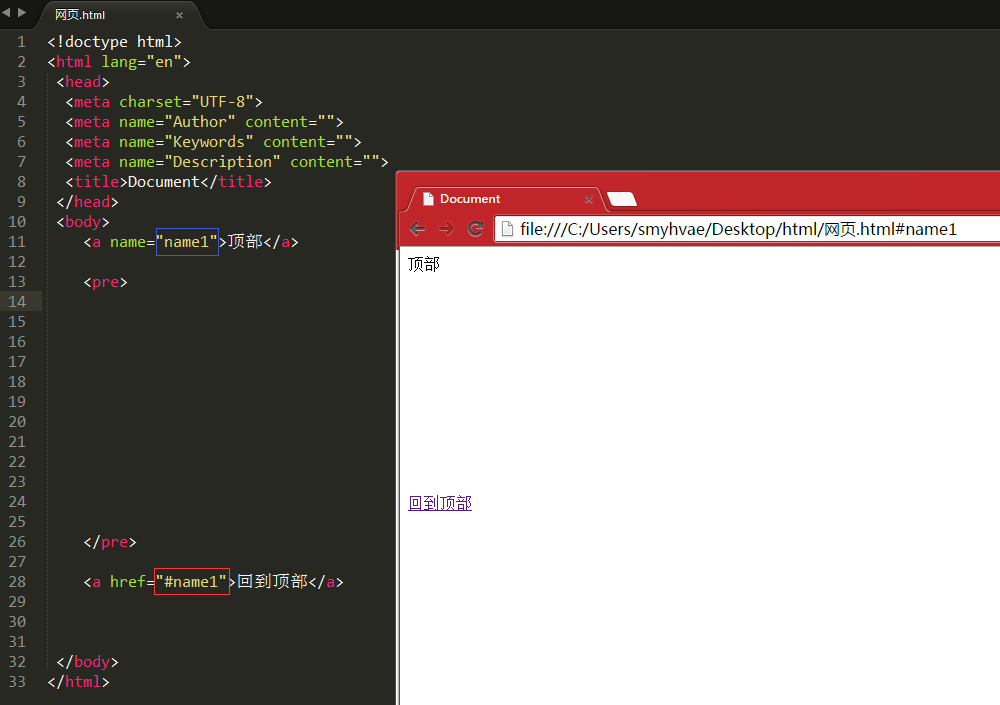 网页.html
1 <!doctype html>
2 <html lang="en">
3 <head>
4 <meta charset="UTF-8">
5 <meta name="Author" content="">
6 <meta name="Keywords" content="">
7 <meta name="Description" content="">
8 <title>Document</title>
9 </head>
10 <body>
11 <a name="name1">顶部</a>
12
13 <pre>
14
15
16
17
18
19
20
21
22
23
24
25
26 </pre>
27
28 <a href="#name1">回到顶部</a>
29
30
31
32 </body>
33 </html>
Document
file:///C:/Users/smyhvae/Desktop/html/网页.html#name1
顶部
回到顶部